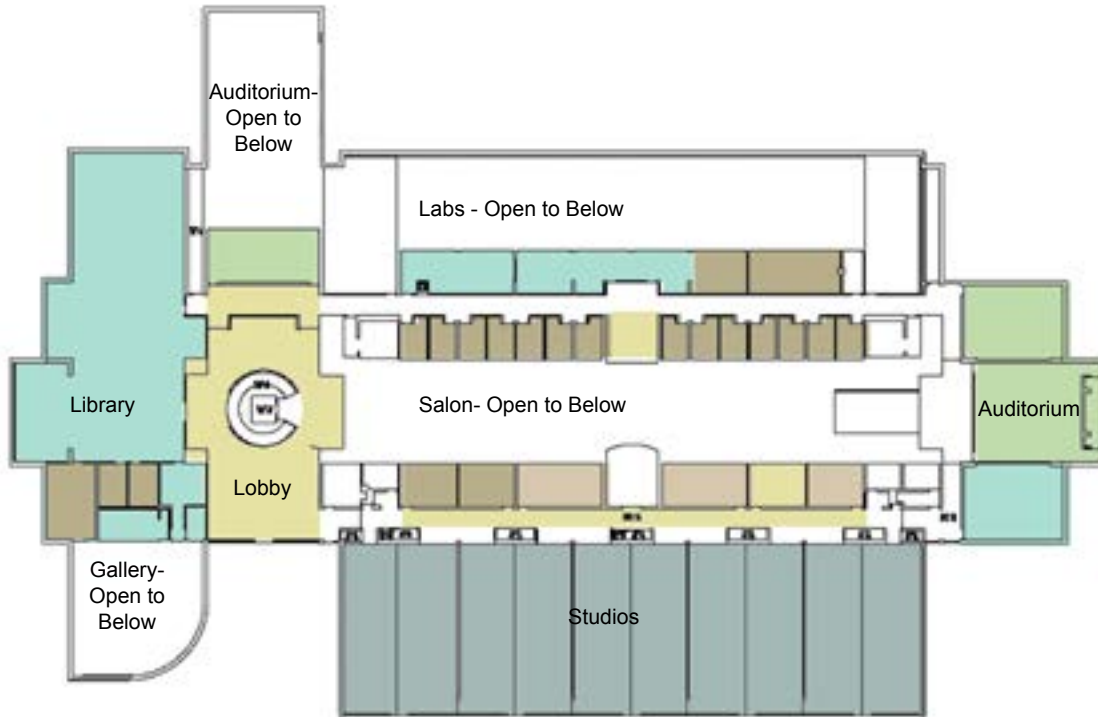 Auditorium-
Open to
Below
Labs - Open to Below
Library
Salon- Open to Below
Auditorium
Lobby
Gallery-
Open to
Below
Studios